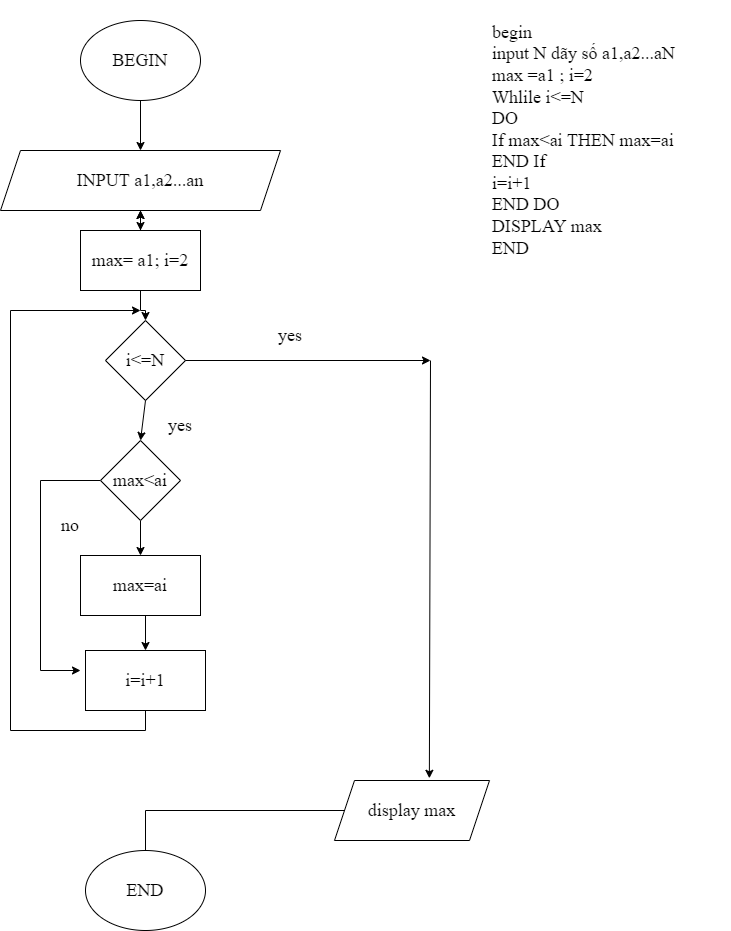 BEGIN
INPUT a1,a2...an
max= a1; i=2
i<=N
yes
yes
max<ai
no
max=ai
i=i+1
display max
END
begin
input N dãy số a1,a2...aN
max =a1 ; i=2
Whlile i<=N
DO
If max<ai THEN max=ai
END If
i=i+1
END DO
DISPLAY max
END